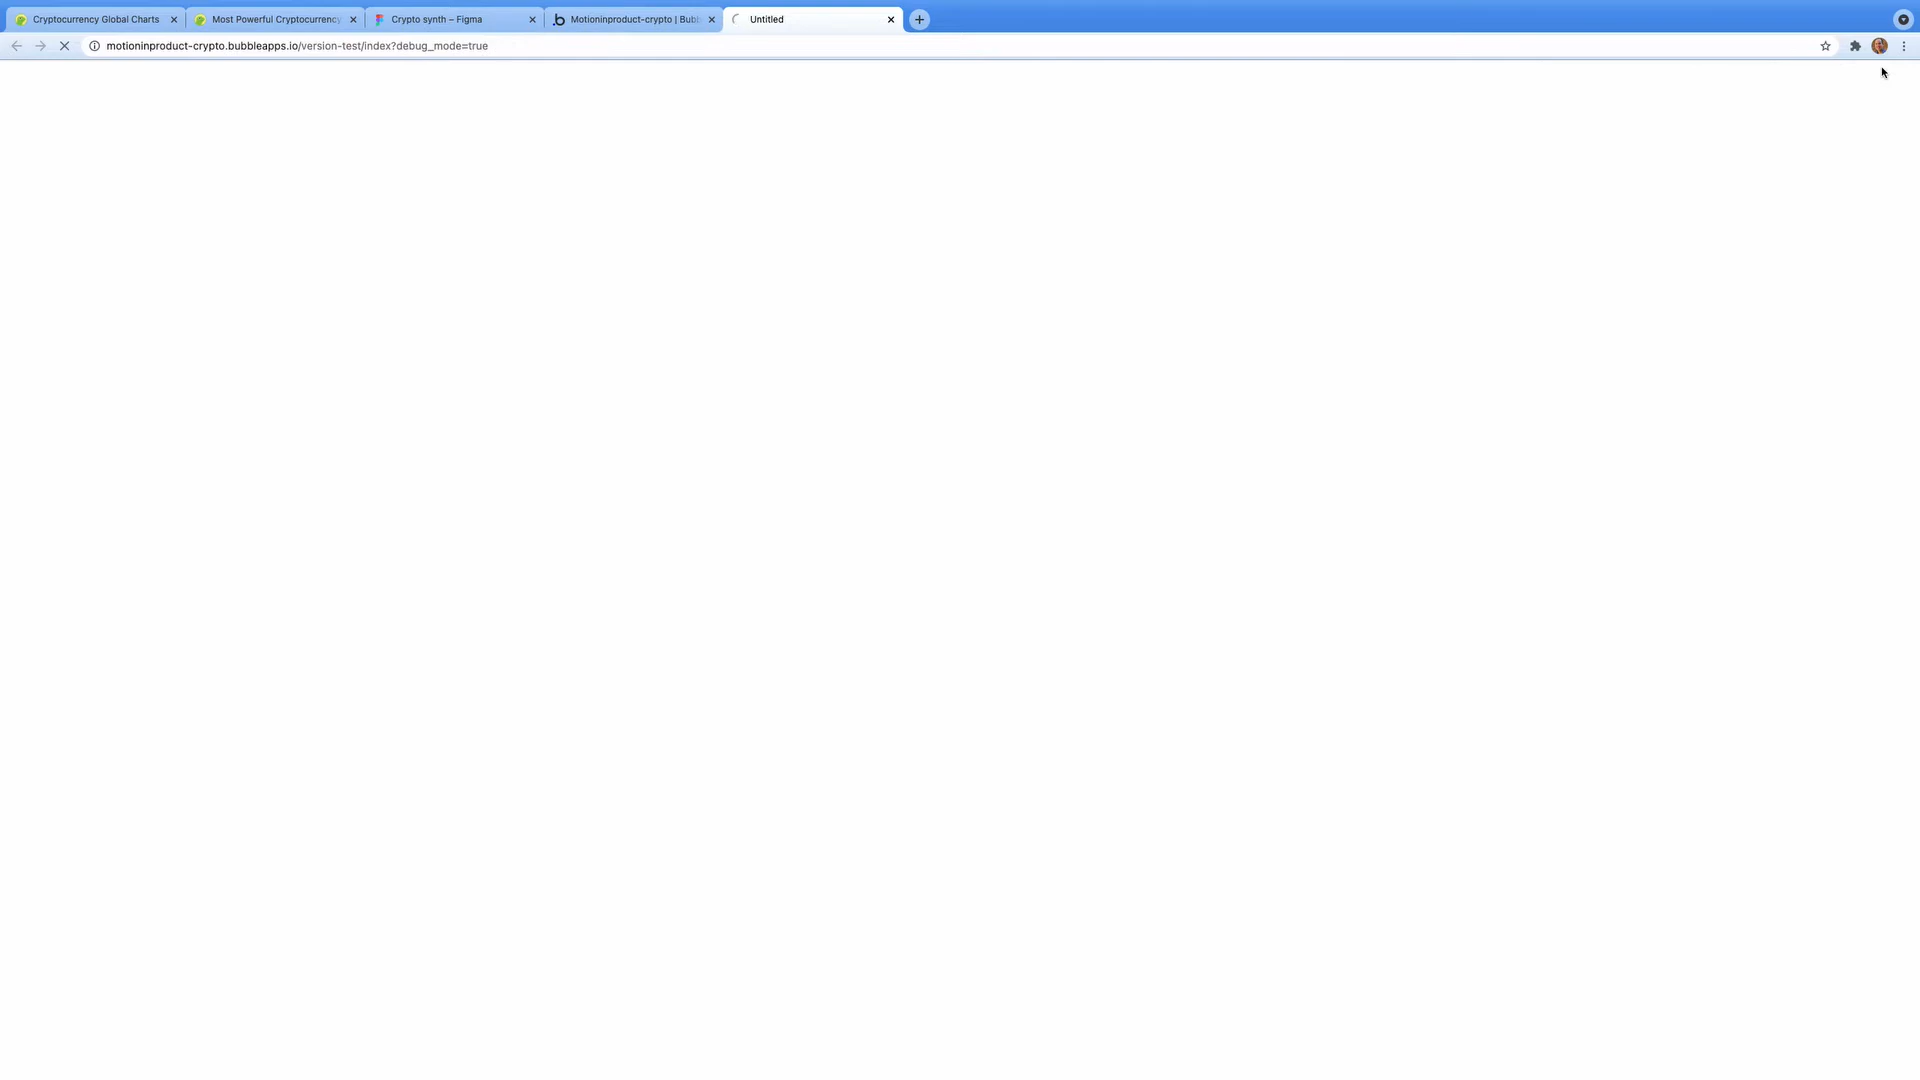 Cryptocurrency Global Charts
Most Powerful Cryptocurrency
Crypto synth – Figma
Motioninproduct-crypto | Bubb
Untitled
motioninproduct-crypto.bubbleapps.io/version-test/index?debug_mode=true